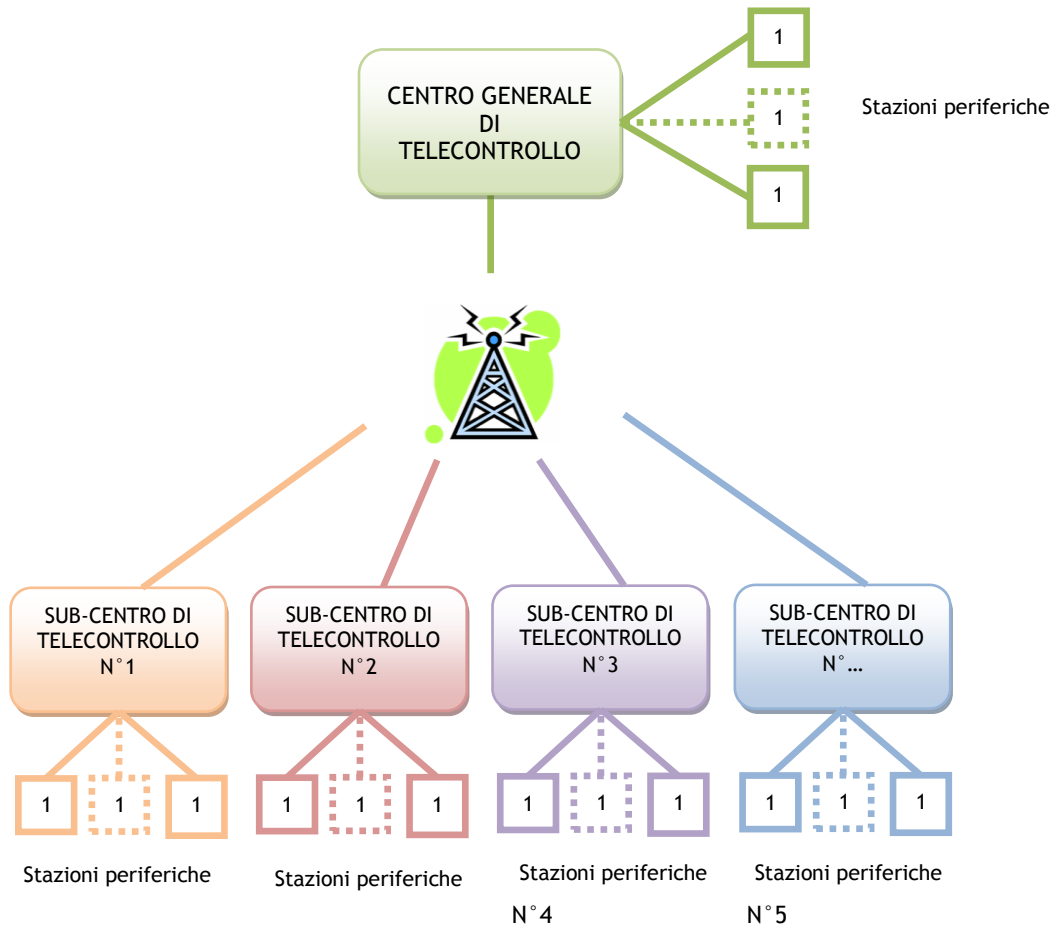 CENTRO GENERALE
DI
TELECONTROLLO
1
1
1
Stazioni periferiche
SUB-CENTRO DI
TELECONTROLLO
N°1
SUB-CENTRO DI
TELECONTROLLO
N°2
SUB-CENTRO DI
TELECONTROLLO
N°3
SUB-CENTRO DI
TELECONTROLLO
N°...
1 1 1
1 1 1
1 1 1
1 1 1
Stazioni periferiche
Stazioni periferiche
Stazioni periferiche
N°4
Stazioni periferiche
N°5